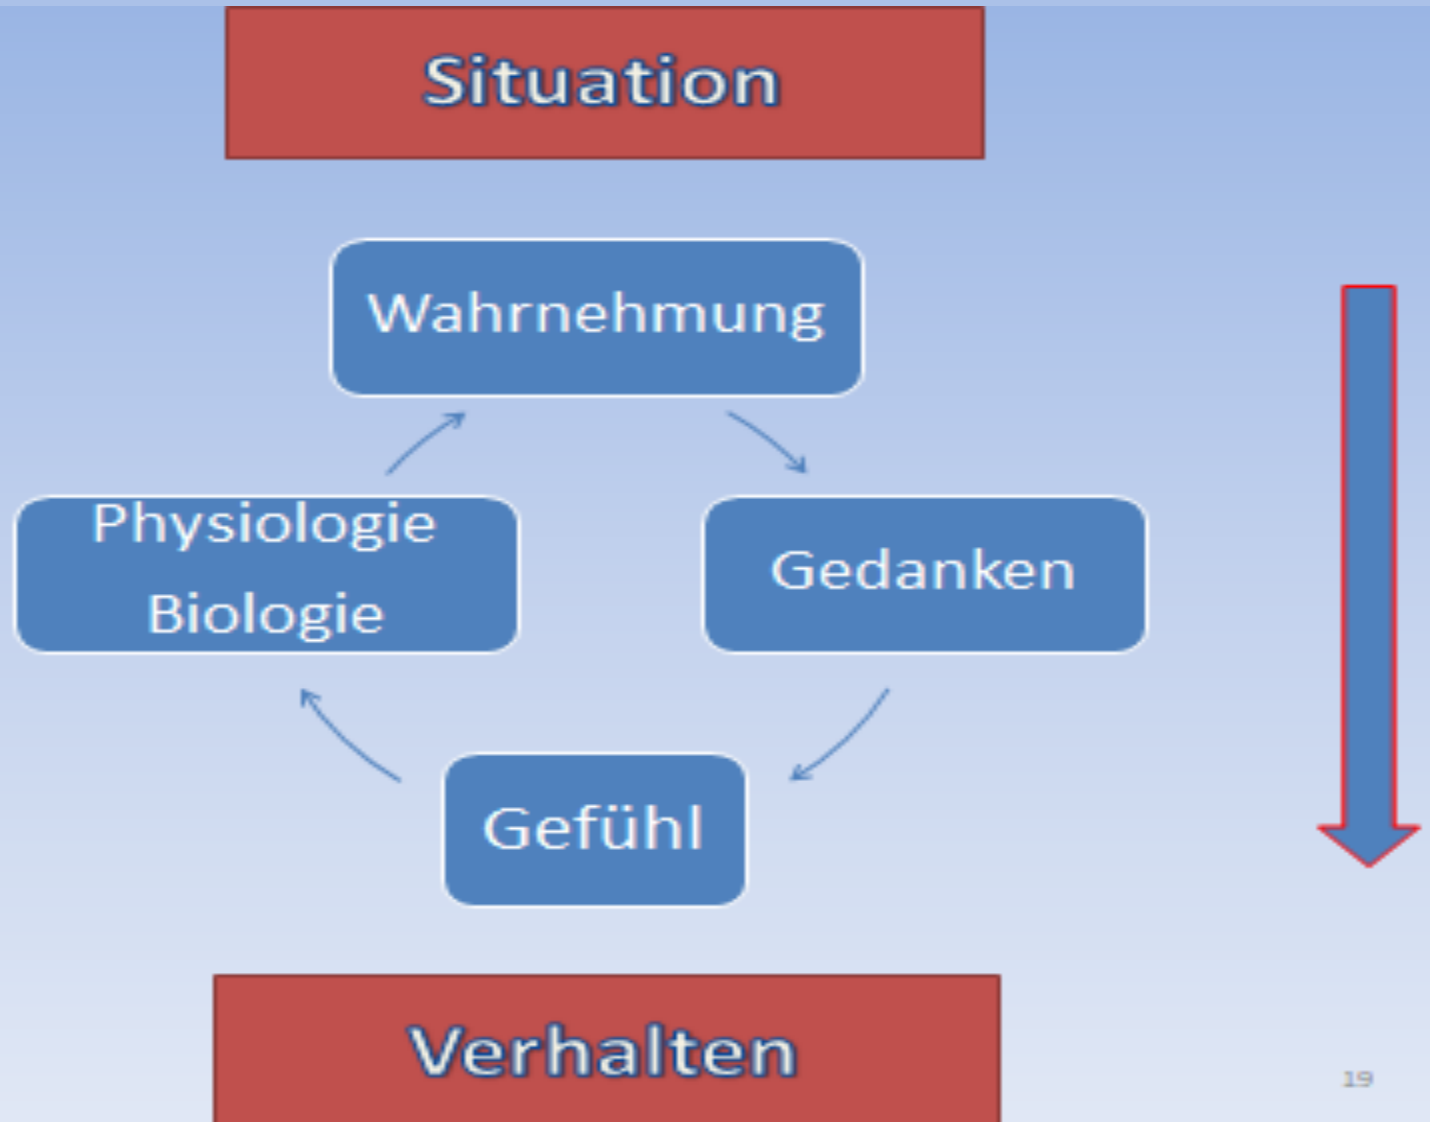 Situation
Wahrnehmung
Physiologie
Biologie
Gedanken
Gefühl
Verhalten
19